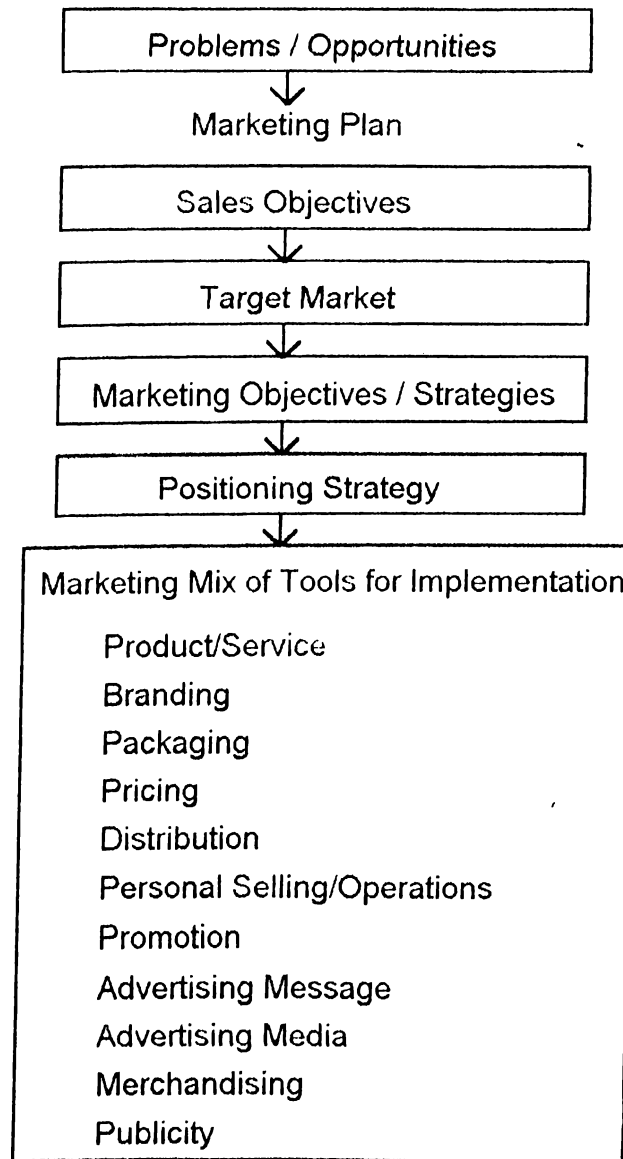 Problems / Opportunities
Marketing Plan
Sales Objectives
Target Market
Marketing Objectives / Strategies
Positioning Strategy
Marketing Mix of Tools for Implementation
Product/Service
Branding
Packaging
Pricing
Distribution
Personal Selling/Operations
Promotion
Advertising Message
Advertising Media
Merchandising
Publicity